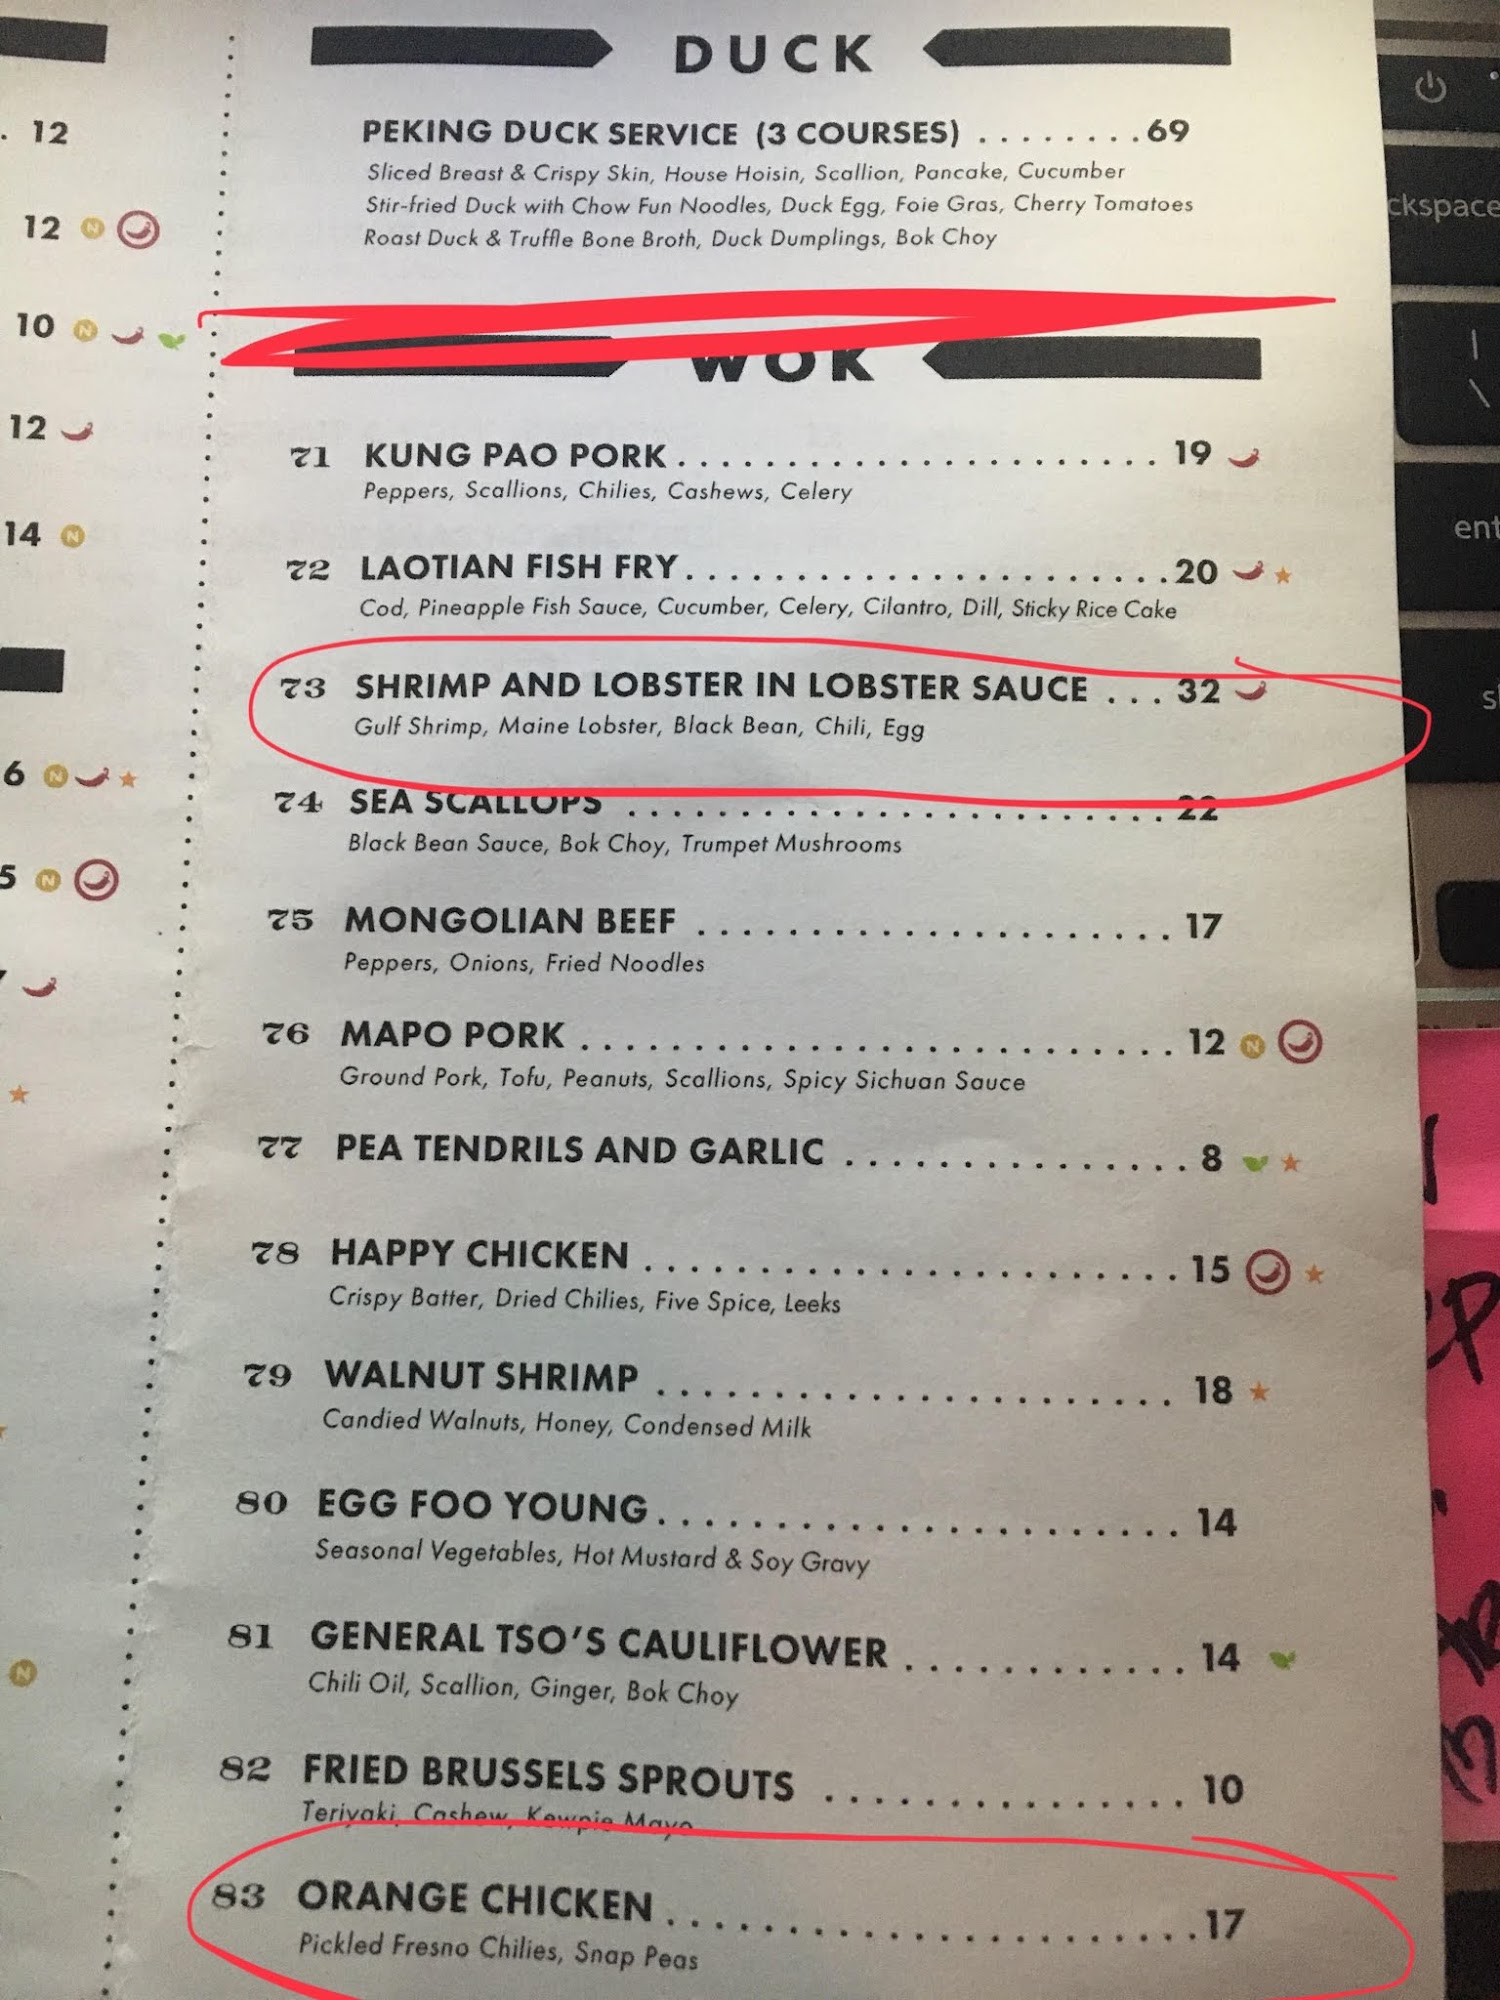 DUCK
PEKING DUCK SERVICE (3 COURSES) ........69
Sliced Breast & Crispy Skin, House Hoisin, Scallion, Pancake, Cucumber
Stir-fried Duck with Chow Fun Noodles, Duck Egg, Foie Gras, Cherry Tomatoes
Roast Duck & Truffle Bone Broth, Duck Dumplings, Bok Choy
WOK
71 KUNG PAO PORK..................... 19
Peppers, Scallions, Chilies, Cashews, Celery
72 LAOTIAN FISH FRY.....................20
Cod, Pineapple Fish Sauce, Cucumber, Celery, Cilantro, Dill, Sticky Rice Cake
73 SHRIMP AND LOBSTER IN LOBSTER SAUCE ... 32
Gulf Shrimp, Maine Lobster, Black Bean, Chili, Egg
74 SEA SCALLOPS ....................... 22
Black Bean Sauce, Bok Choy, Trumpet Mushrooms
75 MONGOLIAN BEEF .................... 17
Peppers, Onions, Fried Noodles
76 MAPO PORK .......................... 12 N
Ground Pork, Tofu, Peanuts, Scallions, Spicy Sichuan Sauce
77 PEA TENDRILS AND GARLIC ............... 8
78 HAPPY CHICKEN ....................... 15
Crispy Batter, Dried Chilies, Five Spice, Leeks
79 WALNUT SHRIMP ...................... 18
Candied Walnuts, Honey, Condensed Milk
80 EGG FOO YOUNG....................... 14
Seasonal Vegetables, Hot Mustard & Soy Gravy
81 GENERAL TSO'S CAULIFLOWER ............ 14
Chili Oil, Scallion, Ginger, Bok Choy
82 FRIED BRUSSELS SPROUTS ................ 10
Teriyaki, Cashew, Kewpie Mayo
83 ORANGE CHICKEN .......................17
Pickled Fresno Chilies, Snap Peas
. 12
12 N
10 N
12
14 N
6 N
5 N
N
ckspace
ent